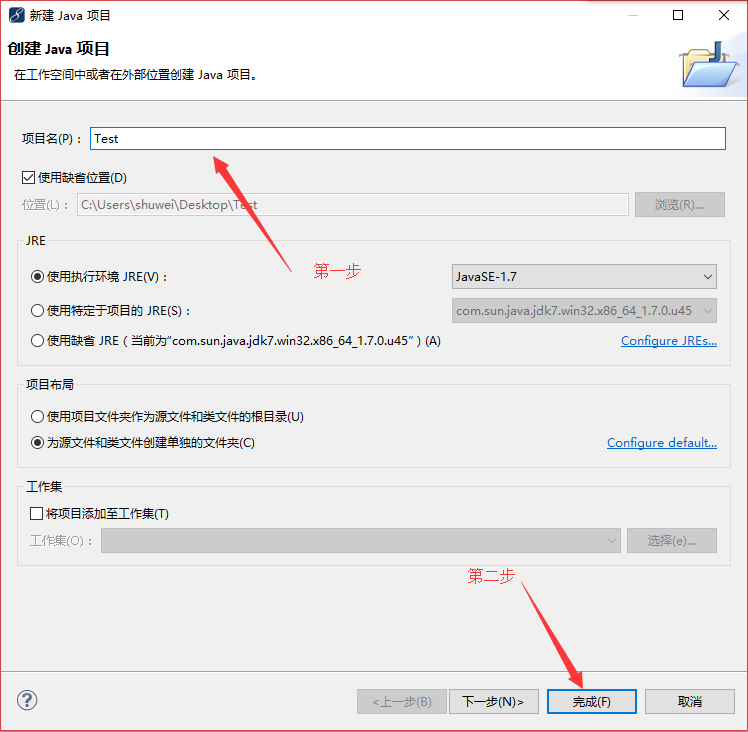 新建 Java 项目
创建 Java 项目
在工作空间中或者在外部位置创建 Java 项目。
项目名(P)： Test
使用缺省位置(D)
位置(L)： C:\Users\shuwei\Desktop\Test 浏览(R)...
JRE
第一步
使用执行环境 JRE(V)： JavaSE-1.7
使用特定于项目的 JRE(S)： com.sun.java.jdk7.win32.x86_64_1.7.0.u45
使用缺省 JRE（当前为“com.sun.java.jdk7.win32.x86_64_1.7.0.u45”）(A) Configure JREs...
项目布局
使用项目文件夹作为源文件和类文件的根目录(U)
为源文件和类文件创建单独的文件夹(C) Configure default...
工作集
将项目添加至工作集(T)
工作集(O)： 选择(e)...
第二步
? <上一步(B) 下一步(N)> 完成(F) 取消